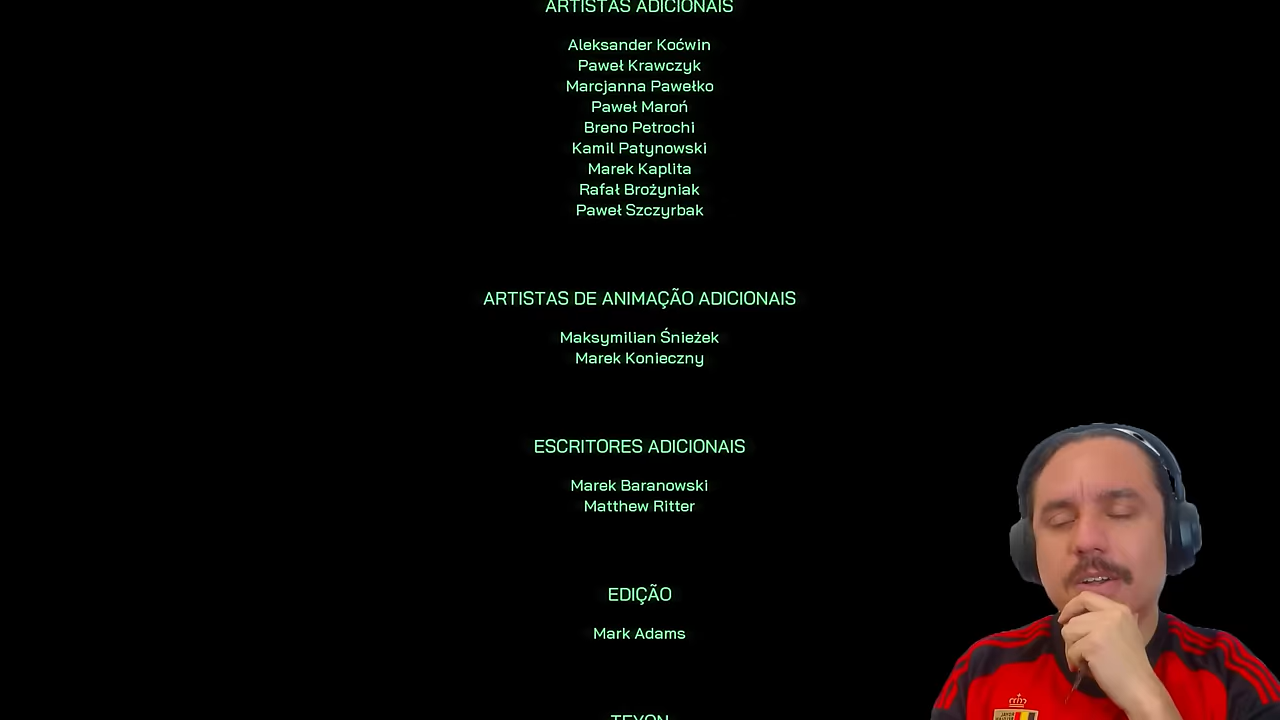 ARTISTAS ADICIONAIS
Aleksander Koćwin
Paweł Krawczyk
Marcjanna Pawełko
Paweł Maroń
Breno Petrochi
Kamil Patynowski
Marek Kaplita
Rafał Brożyniak
Paweł Szczyrbak
ARTISTAS DE ANIMAÇÃO ADICIONAIS
Maksymilian Śnieżek
Marek Konieczny
ESCRITORES ADICIONAIS
Marek Baranowski
Matthew Ritter
EDIÇÃO
Mark Adams
TEYON